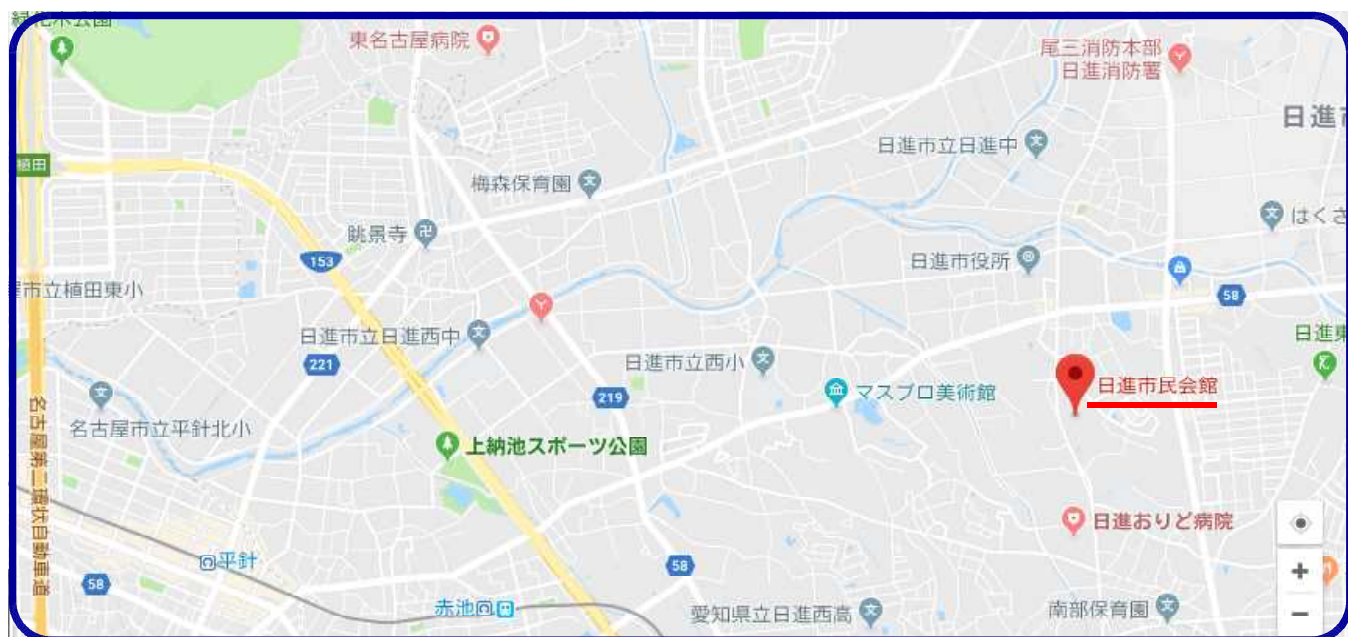 緑化木公園
東名古屋病院
尾三消防本部
日進消防署
日進市
日進市立日進中
植田
梅森保育園
はくさ
眺景寺
153
日進市役所
屋市立植田東小
58
日進市立日進西中
日進東
221
日進市立西小
219
マスプロ美術館
日進市民会館
名古屋市立平針北小
上納池スポーツ公園
名古屋第二環状自動車道
日進おりど病院
平針
58
58
赤池
愛知県立日進西高
南部保育園